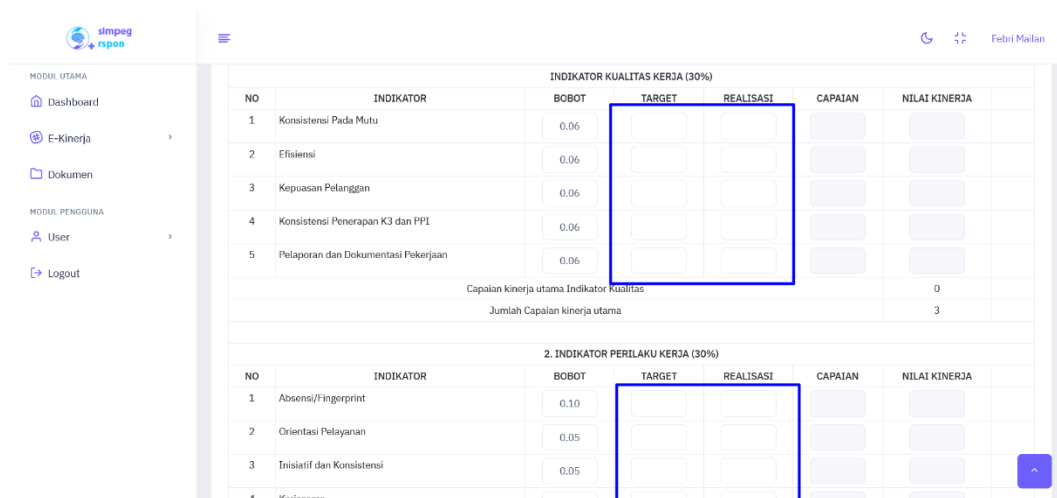 simpeg
rspon
Febri Mailan
MODUL UTAMA
Dashboard
E-Kinerja
Dokumen
MODUL PENGGUNA
User
Logout
INDIKATOR KUALITAS KERJA (30%)
NO INDIKATOR BOBOT TARGET REALISASI CAPAIAN NILAI KINERJA
1 Konsistensi Pada Mutu 0.06
2 Efisiensi 0.06
3 Kepuasan Pelanggan 0.06
4 Konsistensi Penerapan K3 dan PPI 0.06
5 Pelaporan dan Dokumentasi Pekerjaan 0.06
Capaian kinerja utama Indikator Kualitas 0
Jumlah Capaian kinerja utama 3
2. INDIKATOR PERILAKU KERJA (30%)
NO INDIKATOR BOBOT TARGET REALISASI CAPAIAN NILAI KINERJA
1 Absensi/Fingerprint 0.10
2 Orientasi Pelayanan 0.05
3 Inisiatif dan Konsistensi 0.05